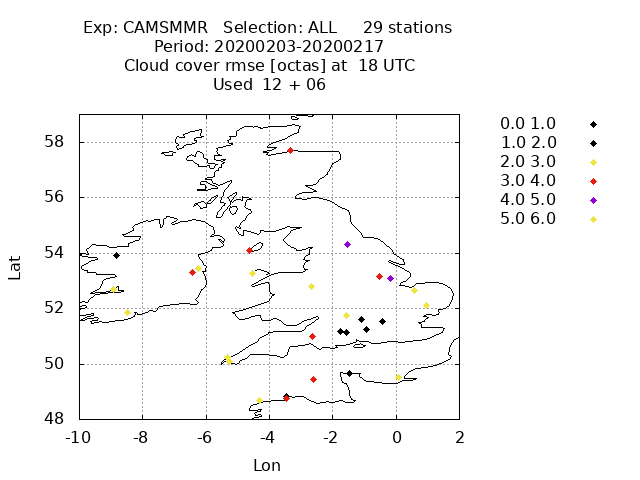 Exp: CAMSMMR   Selection: ALL     29 stations
Period: 20200203-20200217
Cloud cover rmse [octas] at  18 UTC
Used  12 + 06
0.0 1.0
1.0 2.0
2.0 3.0
3.0 4.0
4.0 5.0
5.0 6.0
58
56
54
52
50
48
Lat
-10 -8 -6 -4 -2 0 2
Lon